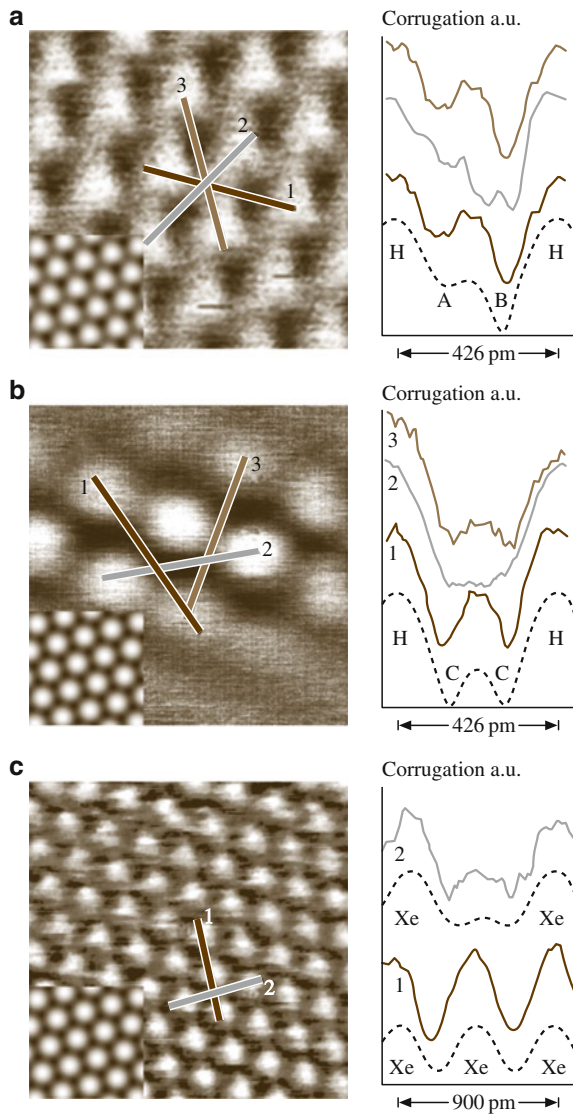 a
Corrugation a.u.
3
2
1
H
A
B
H
426 pm
b
Corrugation a.u.
1
3
2
3
2
1
H
C
C
H
426 pm
c
Corrugation a.u.
1
2
2
Xe
Xe
1
Xe
Xe
Xe
900 pm